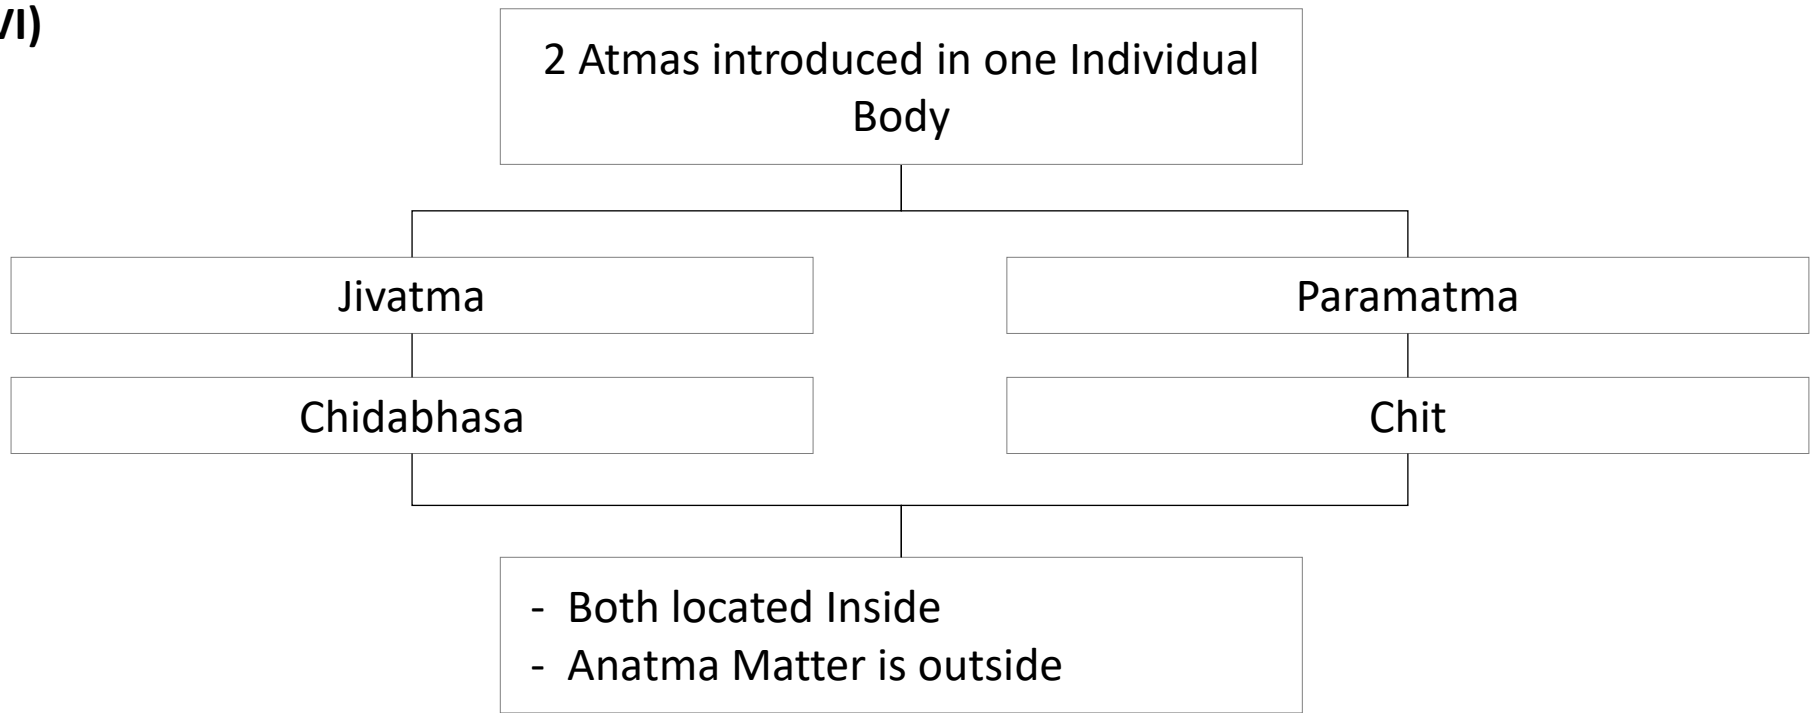 VI)
2 Atmas introduced in one Individual
Body
Jivatma
Paramatma
Chidabhasa
Chit
- Both located Inside
- Anatma Matter is outside